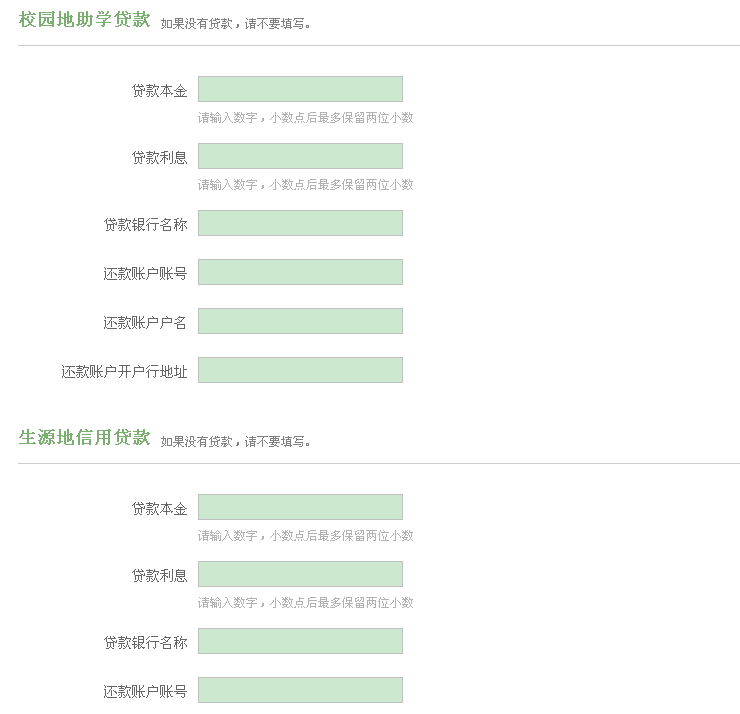 校园地助学贷款 如果没有贷款，请不要填写。
贷款本金
请输入数字，小数点后最多保留两位小数
贷款利息
请输入数字，小数点后最多保留两位小数
贷款银行名称
还款账户账号
还款账户户名
还款账户开户行地址
生源地信用贷款 如果没有贷款，请不要填写。
贷款本金
请输入数字，小数点后最多保留两位小数
贷款利息
请输入数字，小数点后最多保留两位小数
贷款银行名称
还款账户账号